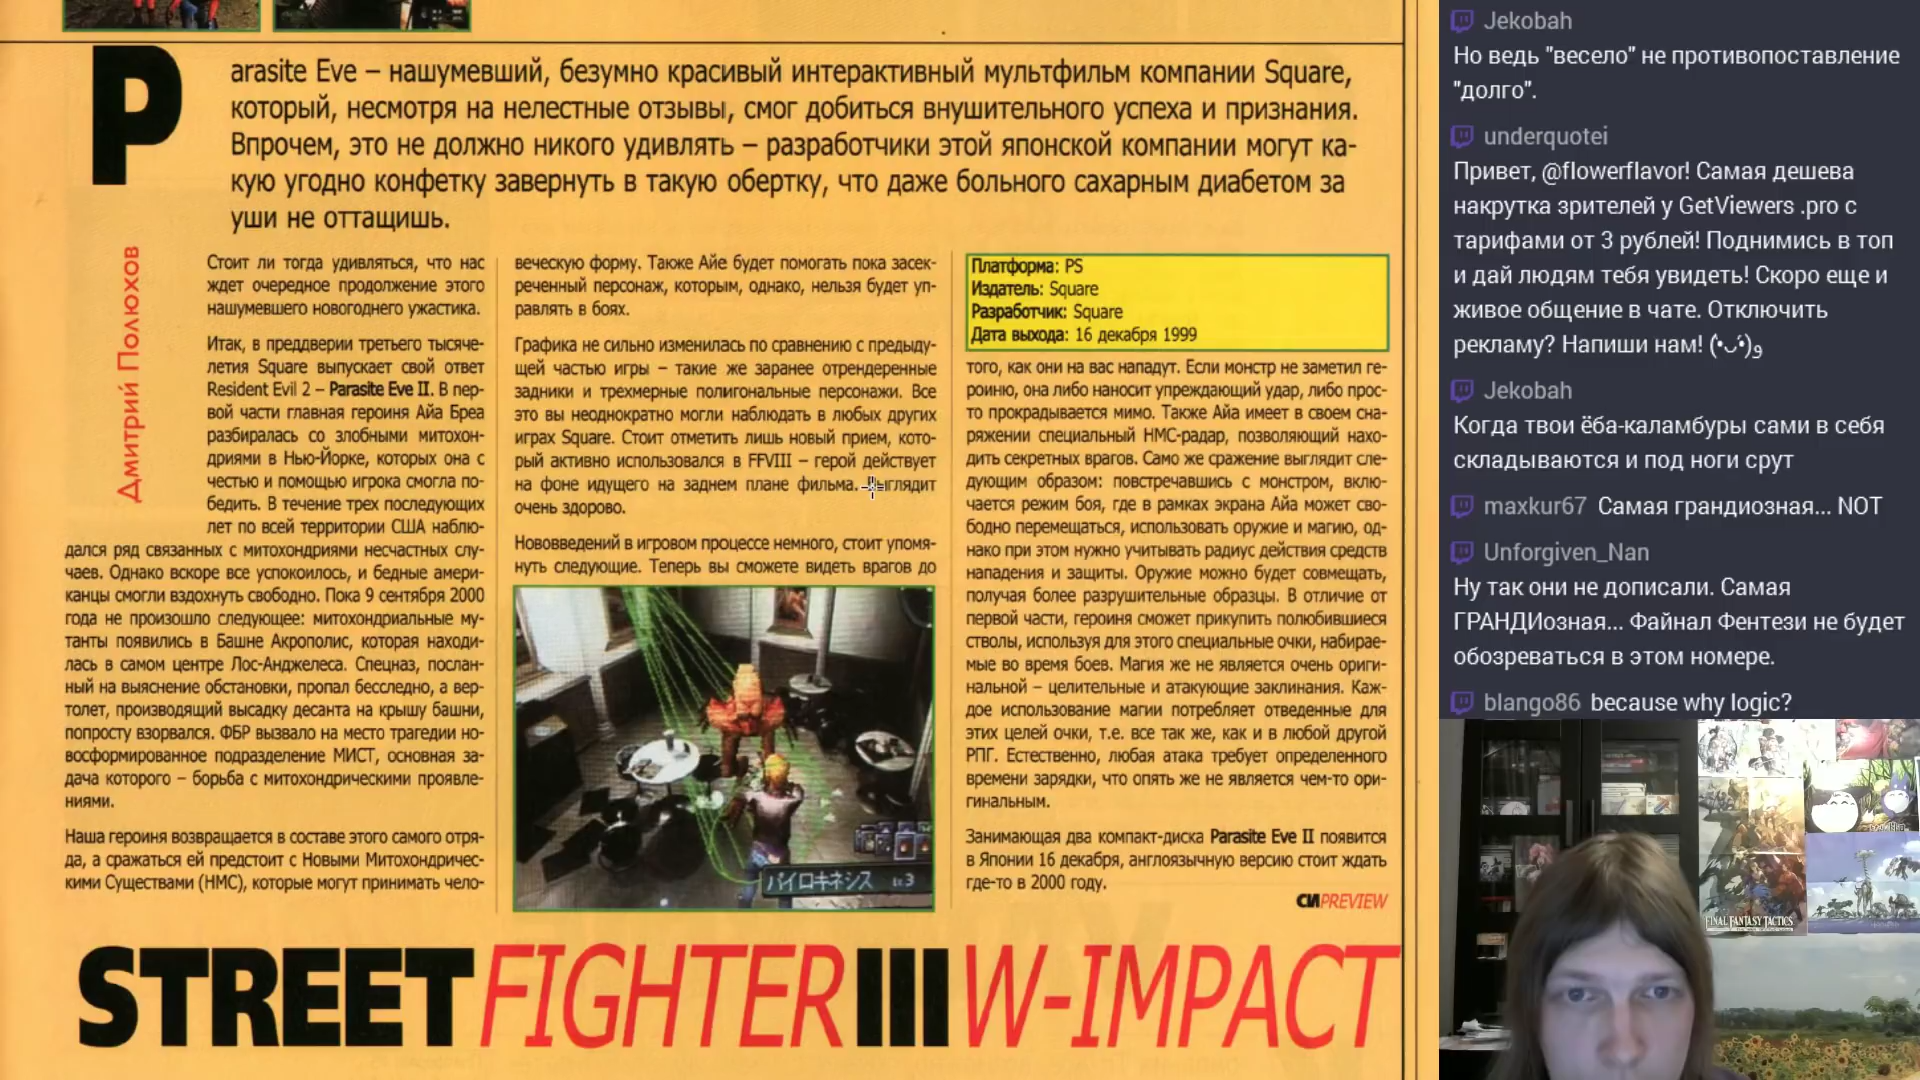 Р
arasite Eve – нашумевший, безумно красивый интерактивный мультфильм компании Square,
который, несмотря на нелестные отзывы, смог добиться внушительного успеха и признания.
Впрочем, это не должно никого удивлять – разработчики этой японской компании могут ка-
кую угодно конфетку завернуть в такую обертку, что даже больного сахарным диабетом за
уши не оттащишь.
Дмитрий Полюхов
Стоит ли тогда удивляться, что нас
ждет очередное продолжение этого
нашумевшего новогоднего ужастика.
Итак, в преддверии третьего тысяче-
летия Square выпускает свой ответ
Resident Evil 2 – Parasite Eve II. В пер-
вой части главная героиня Айа Бреа
разбиралась со злобными митохон-
дриями в Нью-Йорке, которых она с
честью и помощью игрока смогла по-
бедить. В течение трех последующих
лет по всей территории США наблю-
дался ряд связанных с митохондриями несчастных слу-
чаев. Однако вскоре все успокоилось, и бедные амери-
канцы смогли вздохнуть свободно. Пока 9 сентября 2000
года не произошло следующее: митохондриальные му-
танты появились в Башне Акрополис, которая находи-
лась в самом центре Лос-Анджелеса. Спецназ, послан-
ный на выяснение обстановки, пропал бесследно, а вер-
толет, производящий высадку десанта на крышу башни,
попросту взорвался. ФБР вызвало на место трагедии но-
восформированное подразделение МИСТ, основная за-
дача которого – борьба с митохондрическими проявле-
ниями.
Наша героиня возвращается в составе этого самого отря-
да, а сражаться ей предстоит с Новыми Митохондричес-
кими Существами (НМС), которые могут принимать чело-
веческую форму. Также Айе будет помогать пока засек-
реченный персонаж, которым, однако, нельзя будет уп-
равлять в боях.
Графика не сильно изменилась по сравнению с предыду-
щей частью игры – такие же заранее отрендеренные
задники и трехмерные полигональные персонажи. Все
это вы неоднократно могли наблюдать в любых других
играх Square. Стоит отметить лишь новый прием, кото-
рый активно использовался в FFVIII – герой действует
на фоне идущего на заднем плане фильма.
очень здорово.
Нововведений в игровом процессе немного, стоит упомя-
нуть следующие. Теперь вы сможете видеть врагов до
パイロキネシス Lv 3
Платформа: PS
Издатель: Square
Разработчик: Square
Дата выхода: 16 декабря 1999
того, как они на вас нападут. Если монстр не заметил ге-
роиню, она либо наносит упреждающий удар, либо прос-
то прокрадывается мимо. Также Айа имеет в своем сна-
ряжении специальный НМС-радар, позволяющий нахо-
дить секретных врагов. Само же сражение выглядит сле-
дующим образом: повстречавшись с монстром, вклю-
чается режим боя, где в рамках экрана Айа может сво-
бодно перемещаться, использовать оружие и магию, од-
нако при этом нужно учитывать радиус действия средств
нападения и защиты. Оружие можно будет совмещать,
получая более разрушительные образцы. В отличие от
первой части, героиня сможет прикупить полюбившиеся
стволы, используя для этого специальные очки, набирае-
мые во время боев. Магия же не является очень ориги-
нальной – целительные и атакующие заклинания. Каж-
дое использование магии потребляет отведенные для
этих целей очки, т.е. все так же, как и в любой другой
РПГ. Естественно, любая атака требует определенного
времени зарядки, что опять же не является чем-то ори-
гинальным.
Занимающая два компакт-диска Parasite Eve II появится
в Японии 16 декабря, англоязычную версию стоит ждать
где-то в 2000 году.
СИPREVIEW
STREET FIGHTER III W-IMPACT
Jekobah
Но ведь "весело" не противопоставление
"долго".
underquotei
Привет, @flowerflavor! Самая дешева
накрутка зрителей у GetViewers .pro с
тарифами от 3 рублей! Поднимись в топ
и дай людям тебя увидеть! Скоро еще и
живое общение в чате. Отключить
рекламу? Напиши нам! (•́ᴗ•̀)و
Jekobah
Когда твои ёба-каламбуры сами в себя
складываются и под ноги срут
maxkur67 Самая грандиозная... NOT
Unforgiven_Nan
Ну так они не дописали. Самая
ГРАНДИозная... Файнал Фентези не будет
обозреваться в этом номере.
blango86 because why logic?
FINAL FANTASY TACTICS